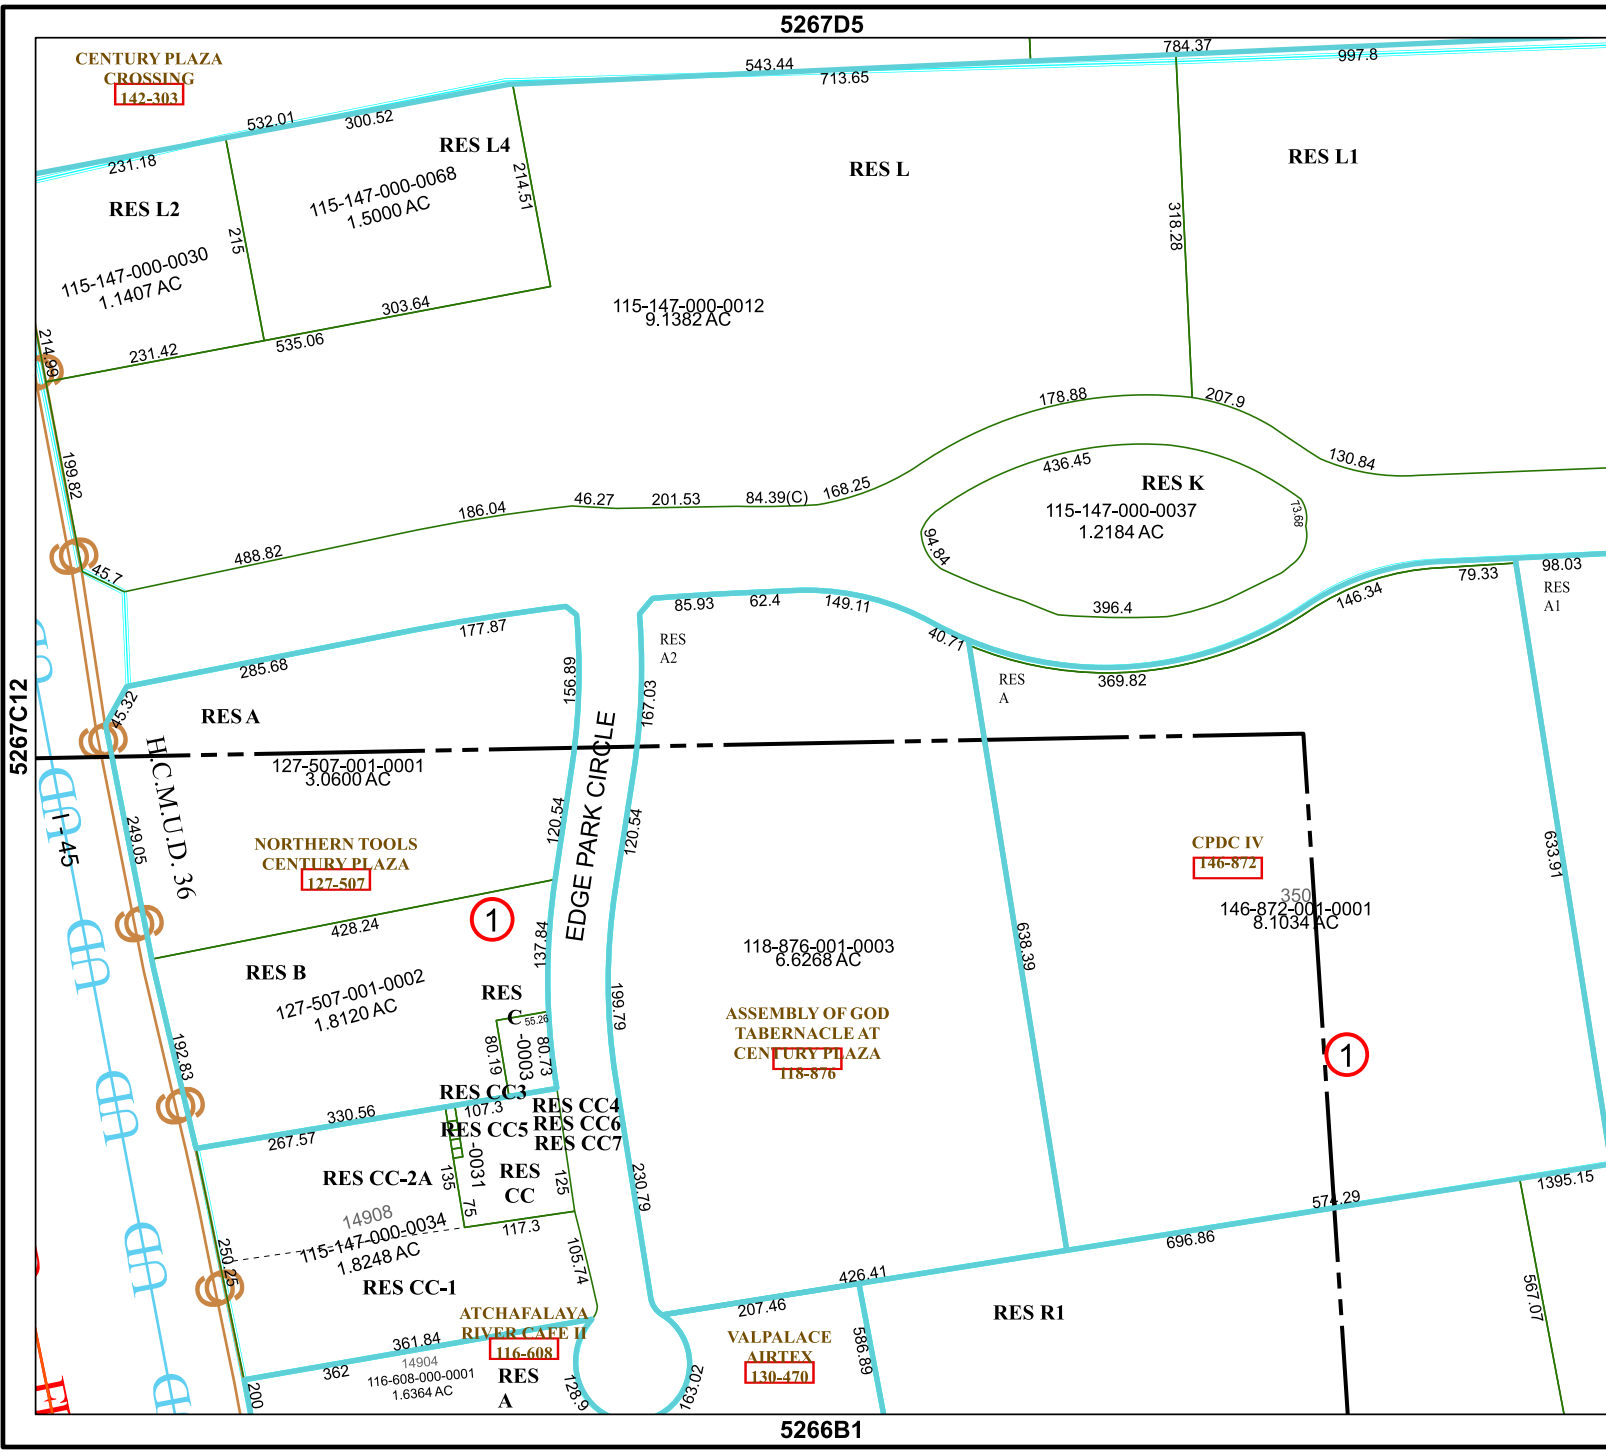 5267D5
CENTURY PLAZA
CROSSING
142-303
784.37
997.8
543.44
713.65
532.01
300.52
231.18
RES L4
RES L
RES L1
115-147-000-0068
1.5000 AC
214.51
RES L2
215
318.28
115-147-000-0030
1.1407 AC
303.64
115-147-000-0012
9.1382 AC
535.06
231.42
214.99
178.88
207.9
130.84
436.45
199.82
RES K
115-147-000-0037
1.2184 AC
73.68
94.84
46.27
201.53
84.39(C)
168.25
186.04
488.82
45.7
98.03
79.33
RES
A1
146.34
396.4
85.93
62.4
149.11
177.87
40.71
RES
A2
285.68
156.89
167.03
369.82
RES
A
45.32
RES A
5267C12
H.C.M.U.D. 36
127-507-001-0001
3.0600 AC
EDGE PARK CIRCLE
I-45
249.05
120.54
120.54
NORTHERN TOOLS
CENTURY PLAZA
127-507
CPDC IV
146-872
633.91
350
146-872-001-0001
8.1034 AC
1
428.24
137.84
118-876-001-0003
6.6268 AC
638.39
RES B
127-507-001-0002
1.8120 AC
RES
C
55.26
-0003
80.19
80.73
199.79
ASSEMBLY OF GOD
TABERNACLE AT
CENTURY PLAZA
118-876
1
192.83
RES CC3
107.3
RES CC4
RES CC6
RES CC7
330.56
267.57
RES CC5
-0031
RES CC-2A
135
75
RES
CC
125
230.79
1395.15
574.29
14908
115-147-000-0034
1.8248 AC
117.3
696.86
250.25
105.74
426.41
RES CC-1
207.46
567.07
ATCHAFALAYA
RIVER CAFE II
116-608
RES R1
361.84
362
14904
116-608-000-0001
1.6364 AC
RES
A
VALPALACE
AIRTEX
130-470
586.89
200
128.9
163.02
5266B1